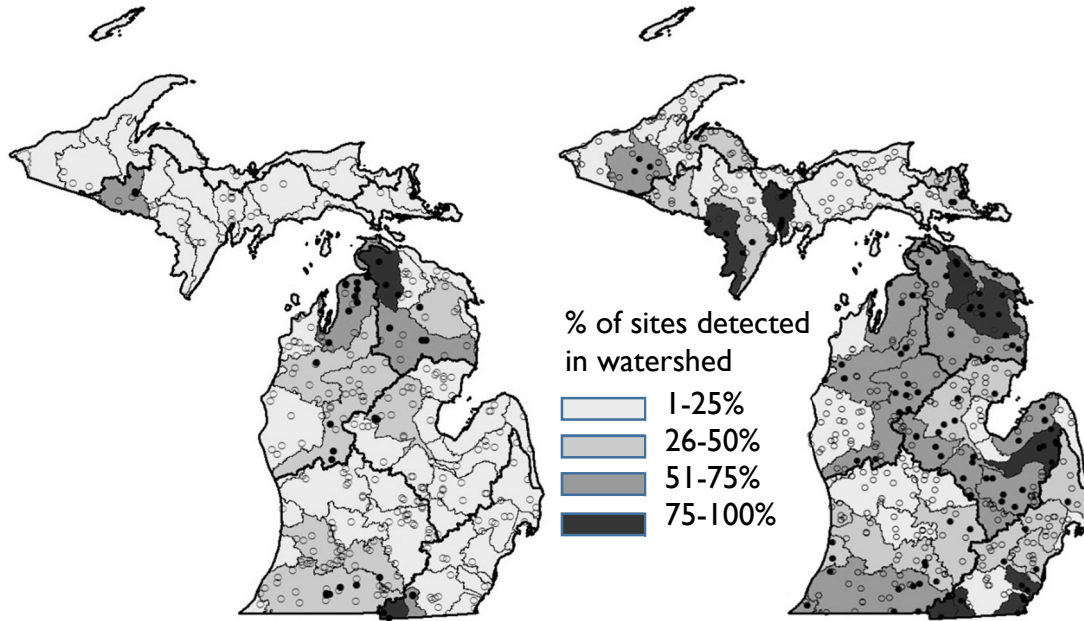 % of sites detected
in watershed
1-25%
26-50%
51-75%
75-100%